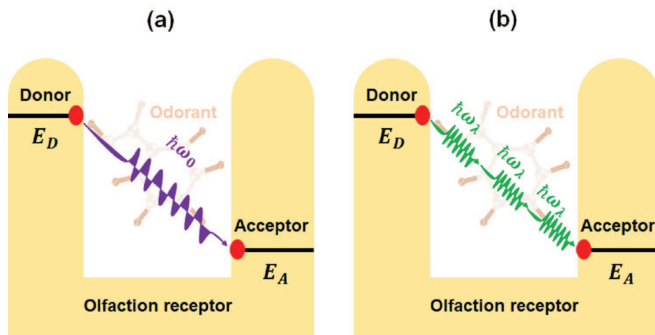 (a)
Donor
E_D
Odorant
ħω₀
Acceptor
E_A
Olfaction receptor
(b)
Donor
E_D
Odorant
ħω_λ
ħω_λ
ħω_λ
Acceptor
E_A
Olfaction receptor